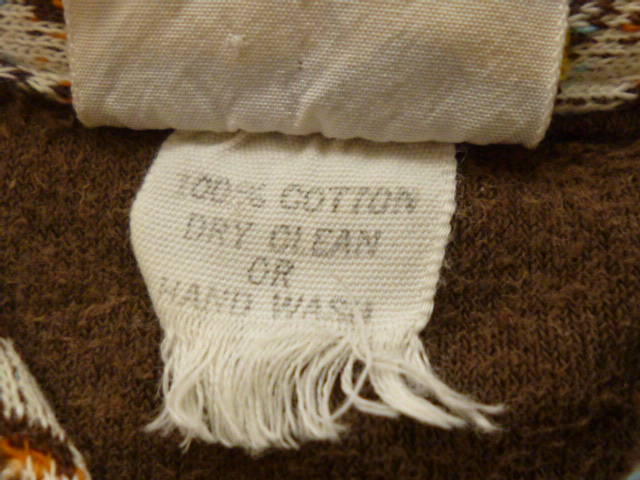 100% COTTON
DRY CLEAN
OR
HAND WASH